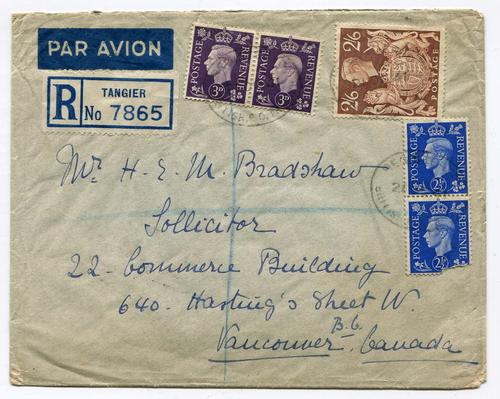 PAR AVION
TANGIER
R No 7865
POSTAGE REVENUE 3D
POSTAGE REVENUE 3D
2/6 POSTAGE 2/6
POSTAGE REVENUE 2½D
POSTAGE REVENUE 2½D
Mr H. E. M. Bradshaw
Sollicitor
22 Commerce Building
640 Hasting's Street W.
Vancouver B.C. Canada